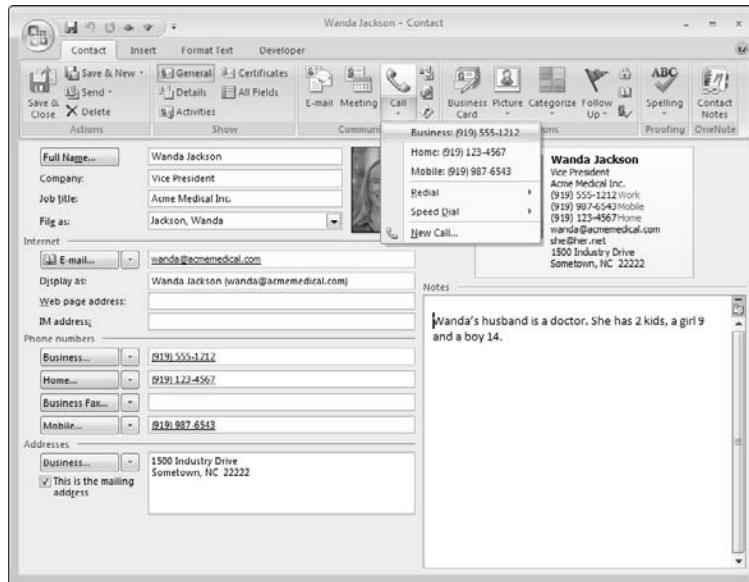 Wanda Jackson - Contact
Contact Insert Format Text Developer
Save & Close
Save & New
Send
Delete
Actions
General
Details
Activities
Certificates
All Fields
Show
E-mail Meeting Call
Communi
Business Card
Picture
Categorize
Follow Up
ons
ABC
Spelling
Proofing
Contact Notes
OneNote
Business: (919) 555-1212
Home: (919) 123-4567
Mobile: (919) 987-6543
Redial
Speed Dial
New Call...
Full Name... Wanda Jackson
Company: Vice President
Job title: Acme Medical Inc.
File as: Jackson, Wanda
Internet
E-mail... wanda@acmemedical.com
Display as: Wanda Jackson (wanda@acmemedical.com)
Web page address:
IM address:
Phone numbers
Business... (919) 555-1212
Home... (919) 123-4567
Business Fax...
Mobile... (919) 987-6543
Addresses
Business... 1500 Industry Drive
Sometown, NC 22222
This is the mailing
address
Wanda Jackson
Vice President
Acme Medical Inc.
(919) 555-1212 Work
(919) 987-6543 Mobile
(919) 123-4567 Home
wanda@acmemedical.com
she@her.net
1500 Industry Drive
Sometown, NC 22222
Notes
Wanda's husband is a doctor. She has 2 kids, a girl 9
and a boy 14.